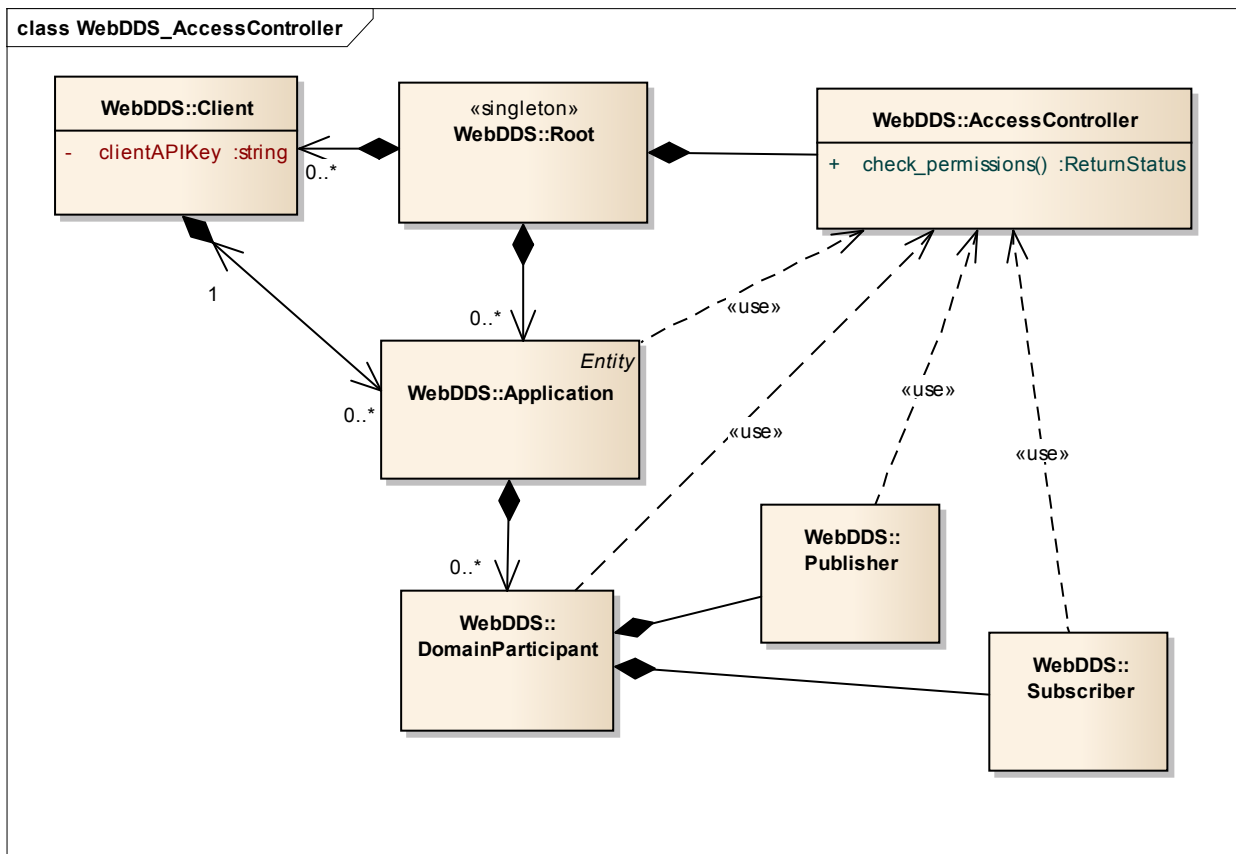 class WebDDS_AccessController
WebDDS::Client
- clientAPIKey :string
0..*
«singleton»
WebDDS::Root
WebDDS::AccessController
+ check_permissions() :ReturnStatus
1
0..*
0..*
«use»
Entity
WebDDS::Application
«use»
«use»
«use»
0..*
WebDDS::
DomainParticipant
WebDDS::
Publisher
WebDDS::
Subscriber